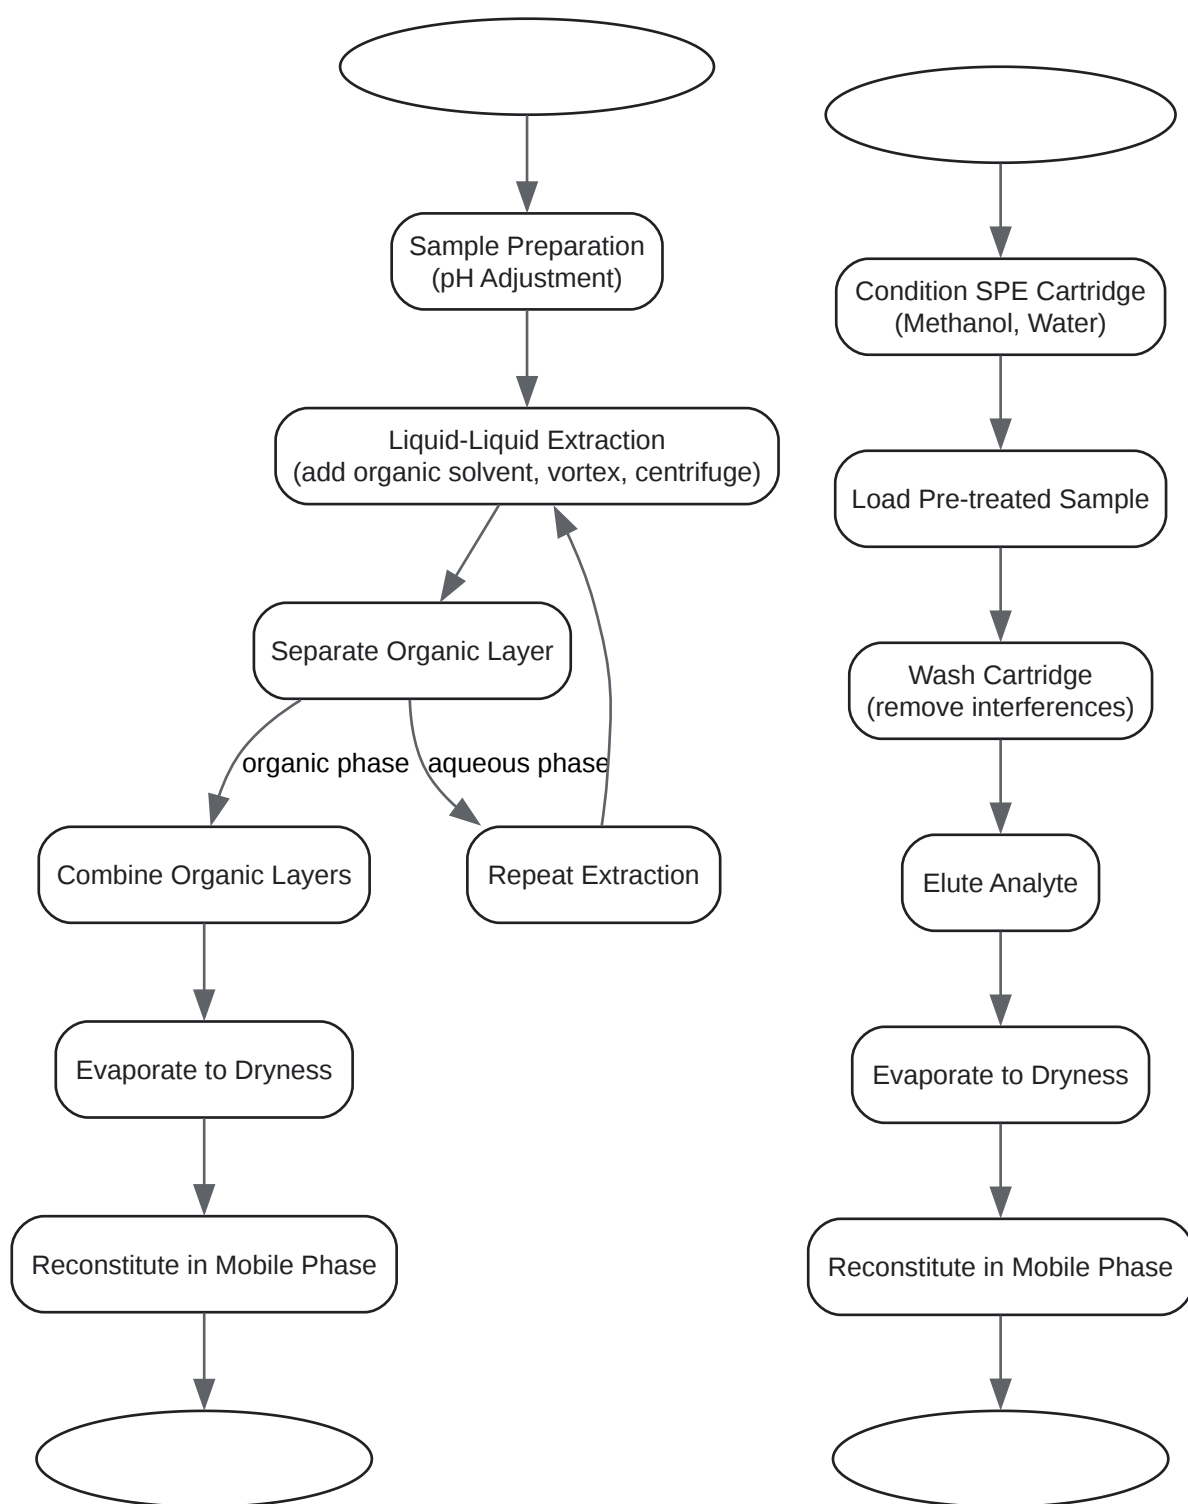 Sample Preparation
(pH Adjustment)
Liquid-Liquid Extraction
(add organic solvent, vortex, centrifuge)
Separate Organic Layer
organic phase
aqueous phase
Combine Organic Layers
Repeat Extraction
Evaporate to Dryness
Reconstitute in Mobile Phase
Condition SPE Cartridge
(Methanol, Water)
Load Pre-treated Sample
Wash Cartridge
(remove interferences)
Elute Analyte
Evaporate to Dryness
Reconstitute in Mobile Phase